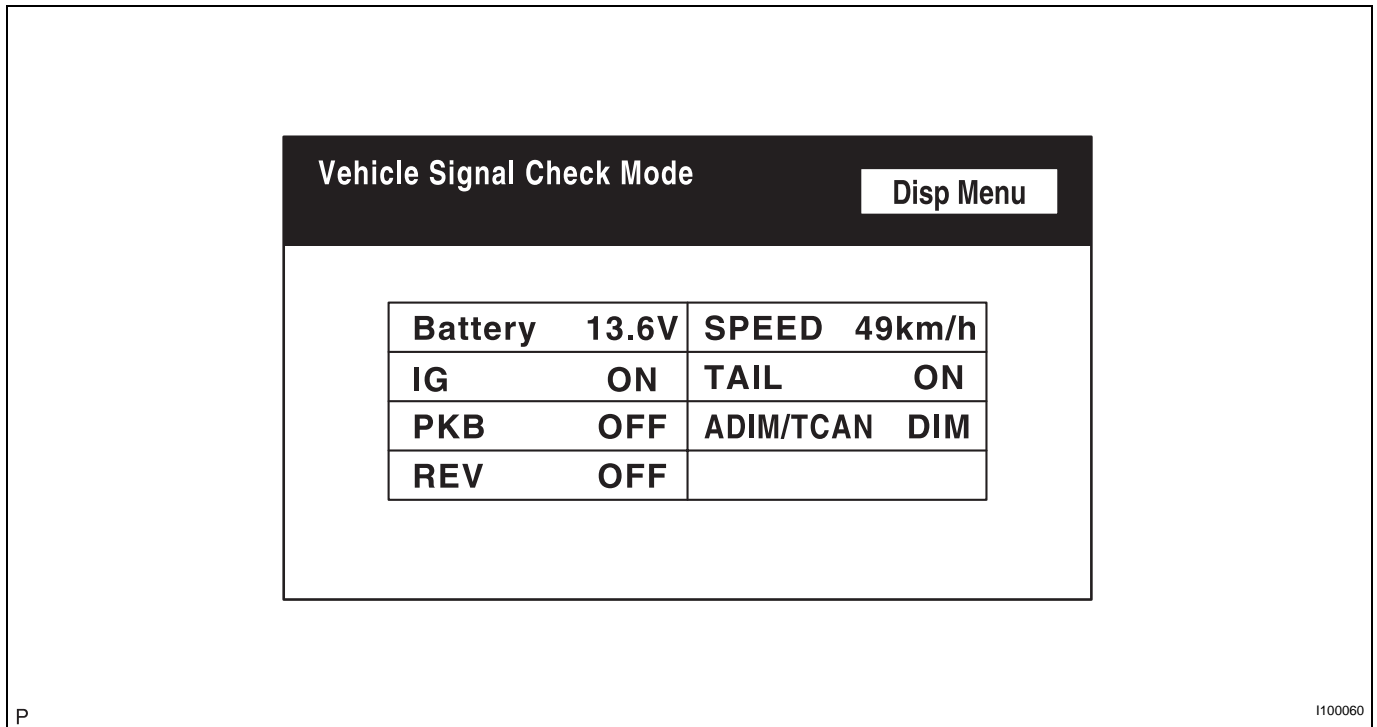 Vehicle Signal Check Mode
Disp Menu
Battery 13.6V SPEED 49km/h
IG ON TAIL ON
PKB OFF ADIM/TCAN DIM
REV OFF
P
I100060